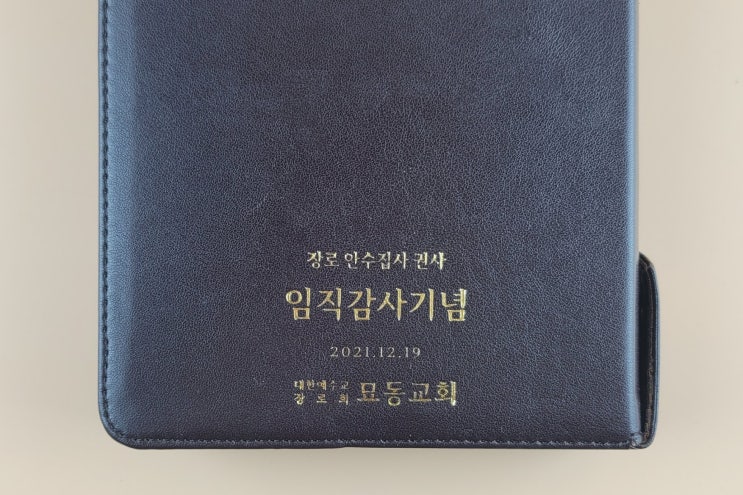 장로 안수집사 권사
임직감사기념
2021.12.19
대한예수교
장로회 묘동교회